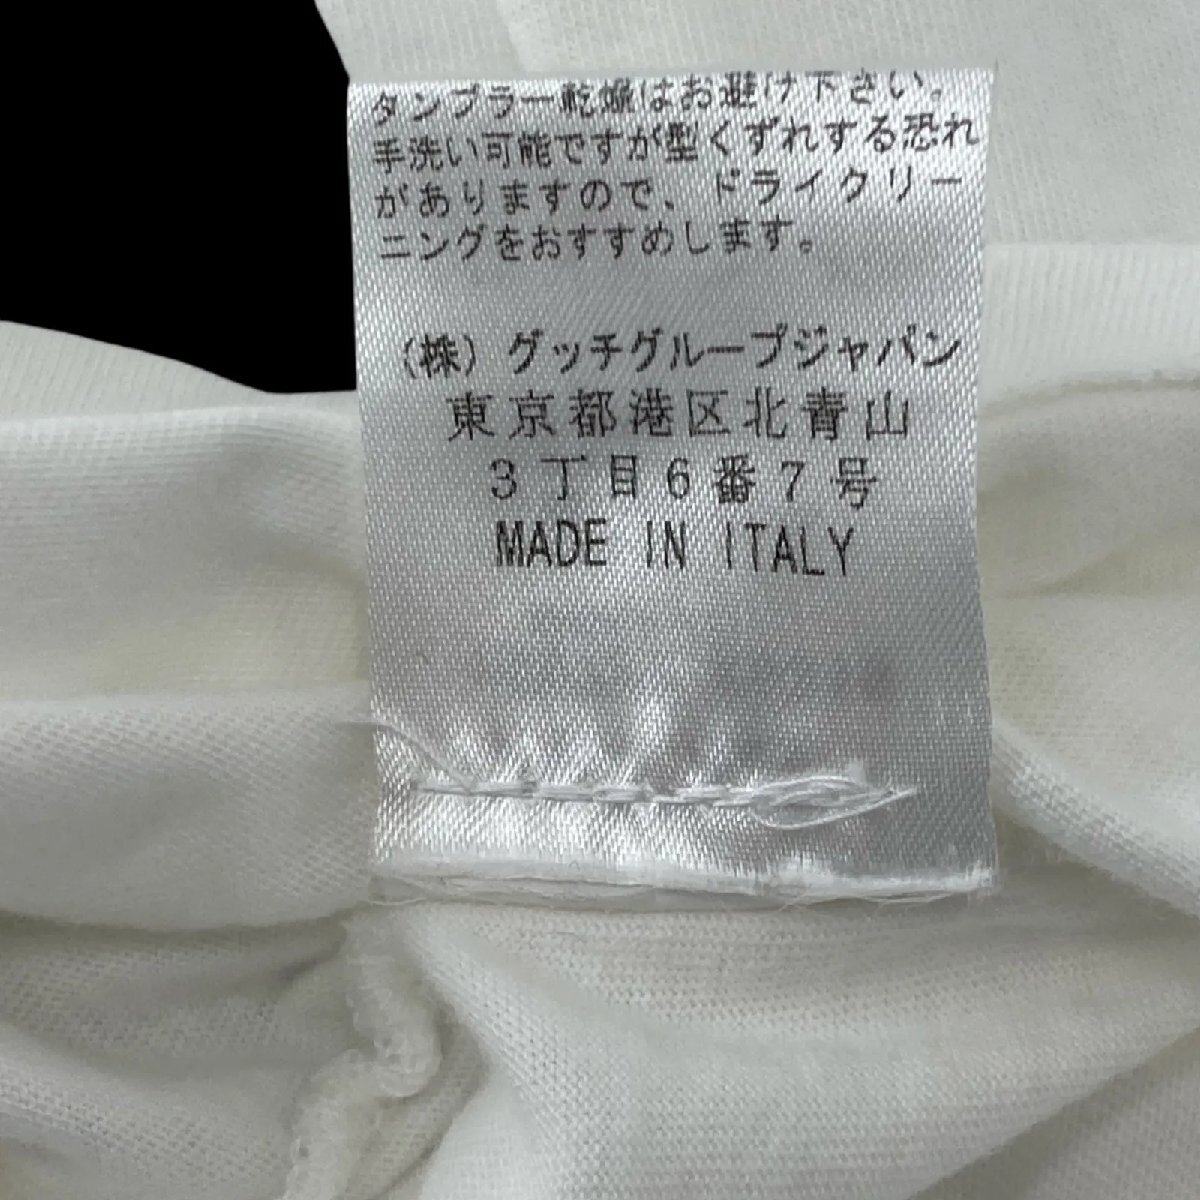 タンブラー乾燥はお避け下さい。
手洗い可能ですが型くずれする恐れ
がありますので、ドライクリー
ニングをおすすめします。
（株）グッチグループジャパン
東京都港区北青山
3丁目6番7号
MADE IN ITALY